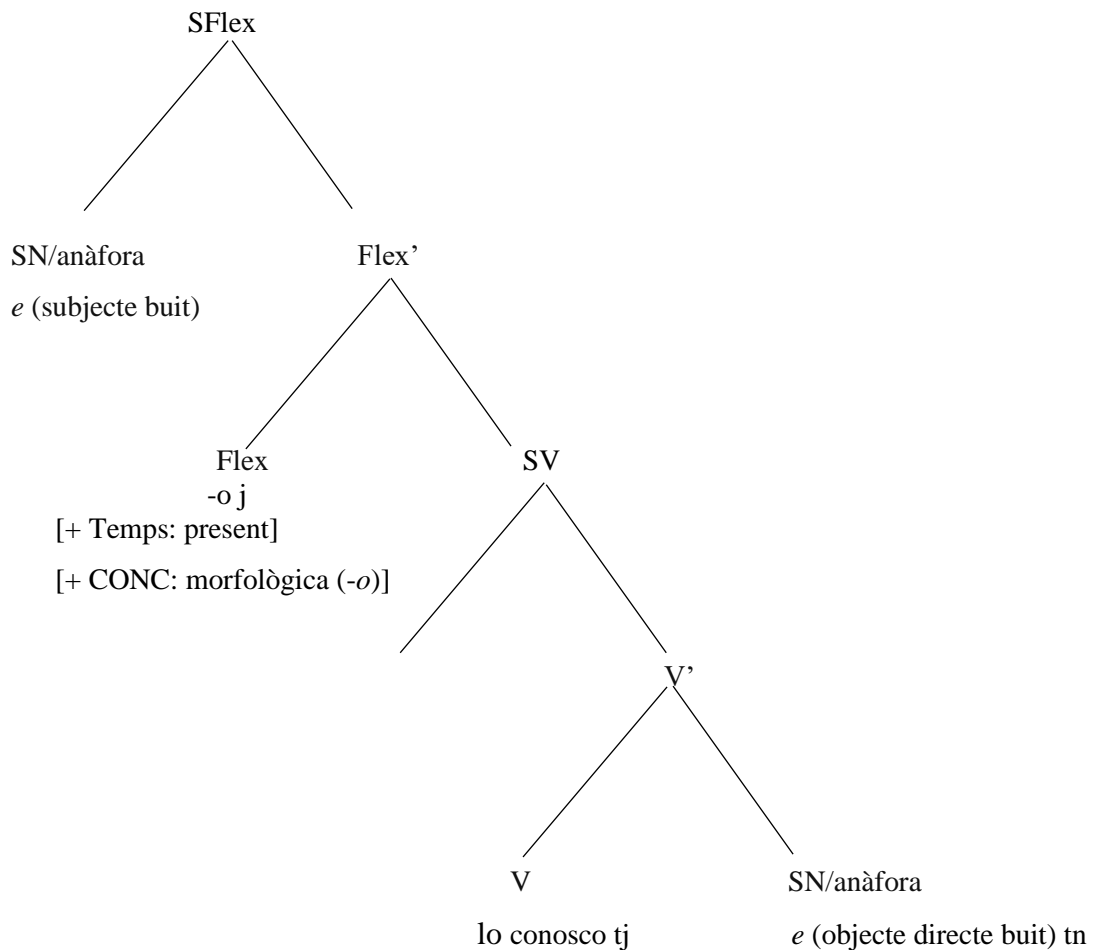 SFlex
SN/anàfora Flex’
e (subjecte buit)
Flex SV
-o j
[+ Temps: present]
[+ CONC: morfològica (-o)]
V’
V SN/anàfora
lo conosco tj e (objecte directe buit) tn